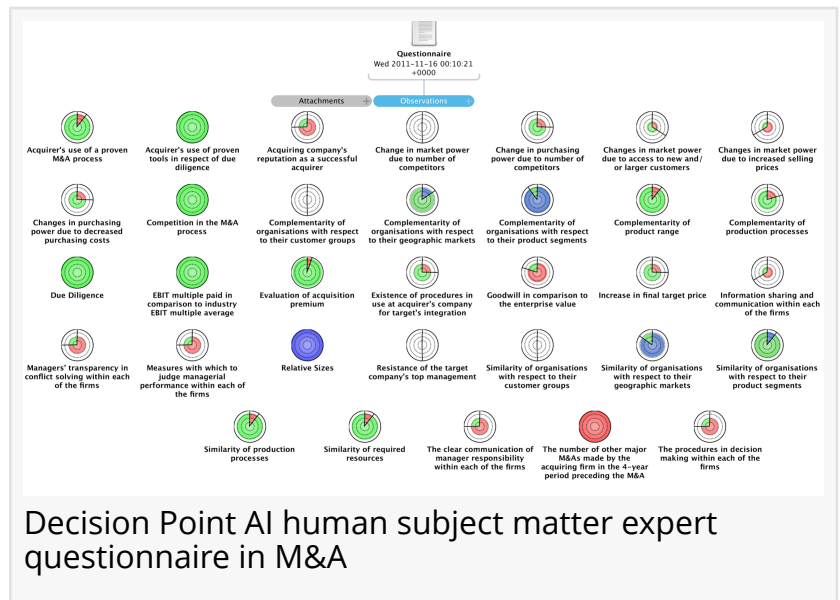 Questionnaire
Wed 2011-11-16 00:10:21
+0000
Attachments +
Observations +
Acquirer's use of a proven
M&A process
Acquirer's use of proven
tools in respect of due
diligence
Acquiring company's
reputation as a successful
acquirer
Change in market power
due to number of
competitors
Change in purchasing
power due to number of
competitors
Changes in market power
due to access to new and/
or larger customers
Changes in market power
due to increased selling
prices
Changes in purchasing
power due to decreased
purchasing costs
Competition in the M&A
process
Complementarity of
organisations with respect
to their customer groups
Complementarity of
organisations with respect
to their geographic markets
Complementarity of
organisations with respect
to their product segments
Complementarity of
product range
Complementarity of
production processes
Due Diligence
EBIT multiple paid in
comparison to industry
EBIT multiple average
Evaluation of acquisition
premium
Existence of procedures in
use at acquirer's company
for target's integration
Goodwill in comparison to
the enterprise value
Increase in final target price
Information sharing and
communication within each
of the firms
Managers' transparency in
conflict solving within each
of the firms
Measures with which to
judge managerial
performance within each of
the firms
Relative Sizes
Resistance of the target
company's top management
Similarity of organisations
with respect to their
customer groups
Similarity of organisations
with respect to their
geographic markets
Similarity of organisations
with respect to their
product segments
Similarity of production
processes
Similarity of required
resources
The clear communication of
manager responsibility
within each of the firms
The number of other major
M&As made by the
acquiring firm in the 4-year
period preceding the M&A
The procedures in decision
making within each of the
firms
Decision Point AI human subject matter expert
questionnaire in M&A